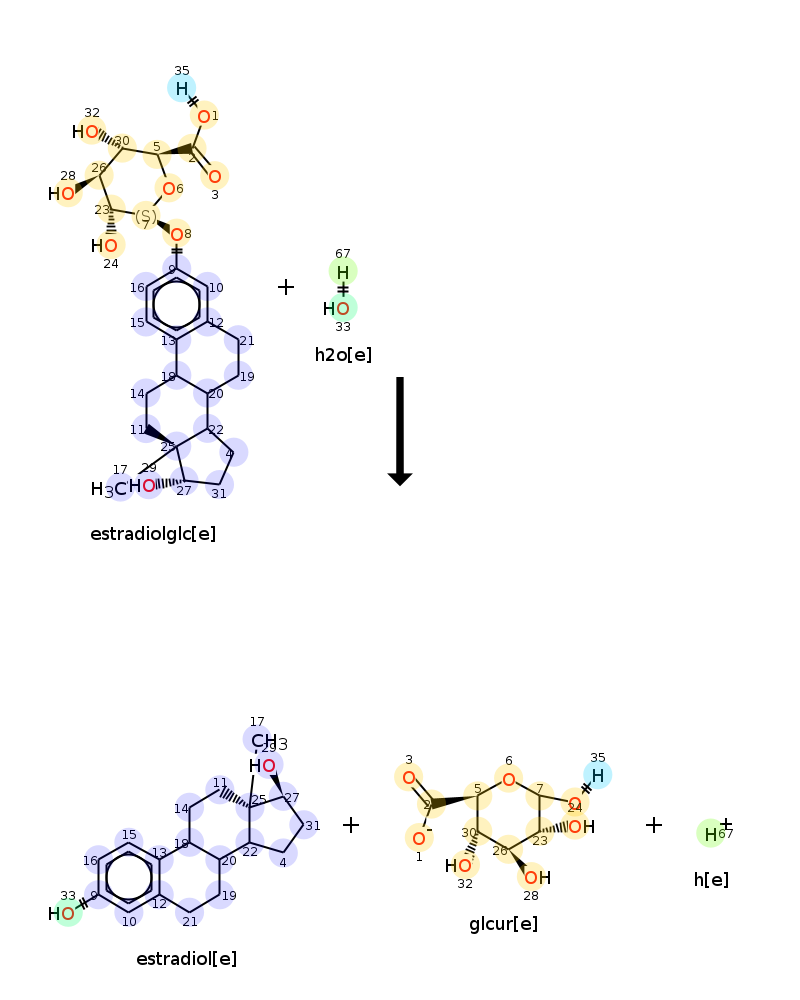 35
H
O1
32
HO
30
5
2
O
3
28
HO
26
O6
23
(S)
7
HO
24
O8
9
16
10
15
12
13
21
18
19
14
20
11
22
25
4
17
29
H3C
HO
27
31
estradiolglc[e]
+
67
H
HO
33
h2o[e]
17
CH3
29
HO
11
25
27
14
31
15
13
18
22
4
16
20
33
HO
9
12
19
10
21
estradiol[e]
+
3
O
6
O
35
H
2
5
7
O
24
O-
1
30
23
OH
HO
32
26
OH
28
glcur[e]
+
H+
67
h[e]